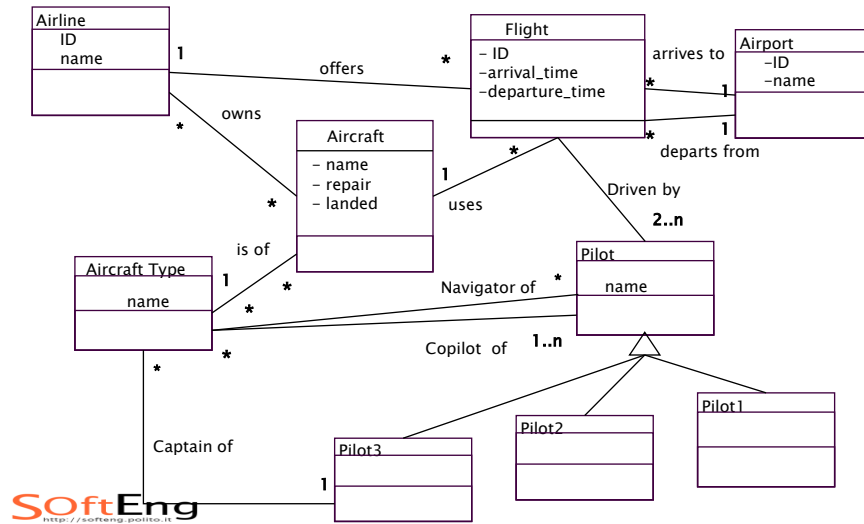 Airline
ID
name
1
offers
*
Flight
- ID
-arrival_time
-departure_time
arrives to
*
1
Airport
-ID
-name
1
*
departs from
owns
*
*
Aircraft
- name
- repair
- landed
1
uses
*
Driven by
2..n
is of
1
*
Aircraft Type
name
*
*
*
Navigator of
*
Copilot of
1..n
Pilot
name
Captain of
1
Pilot3
Pilot2
Pilot1
SOftEng
http://softeng.polito.it